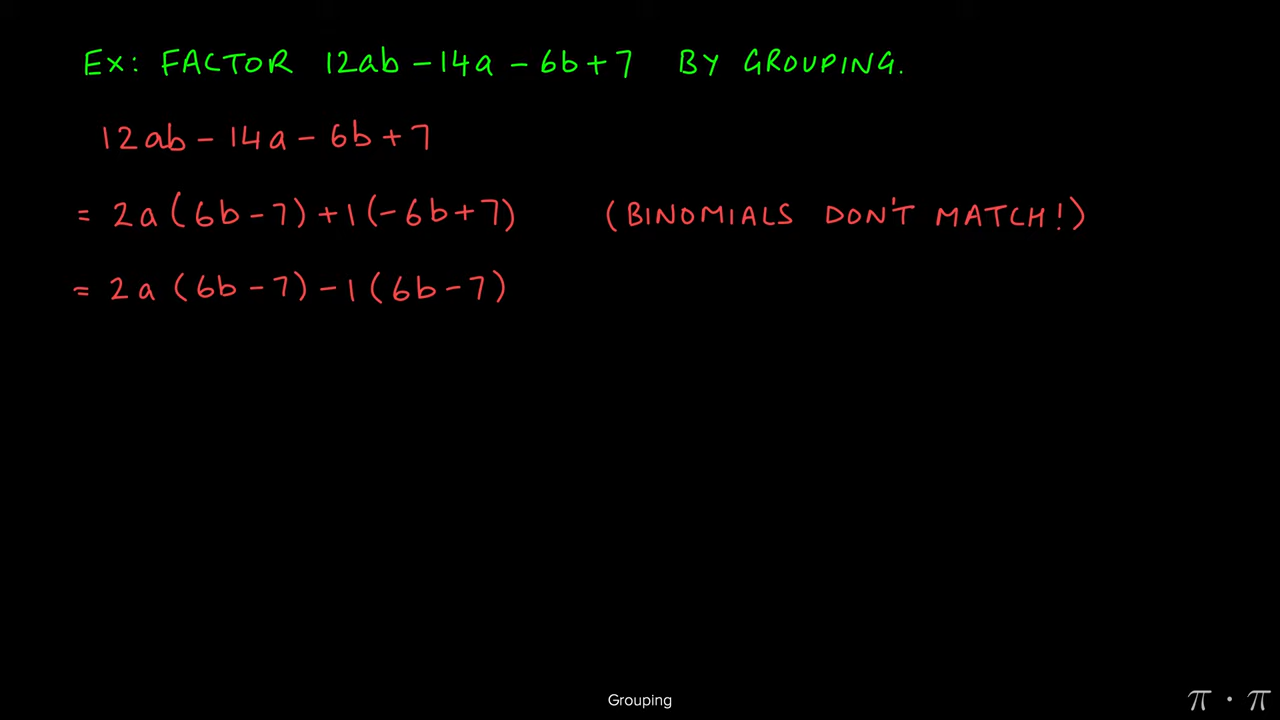 Ex: FACTOR 12ab - 14a - 6b + 7 BY GROUPING.
12ab - 14a - 6b + 7
= 2a (6b - 7) + 1 (-6b + 7) (BINOMIALS DON'T MATCH!)
= 2a (6b - 7) - 1 (6b - 7)
Grouping
π · π